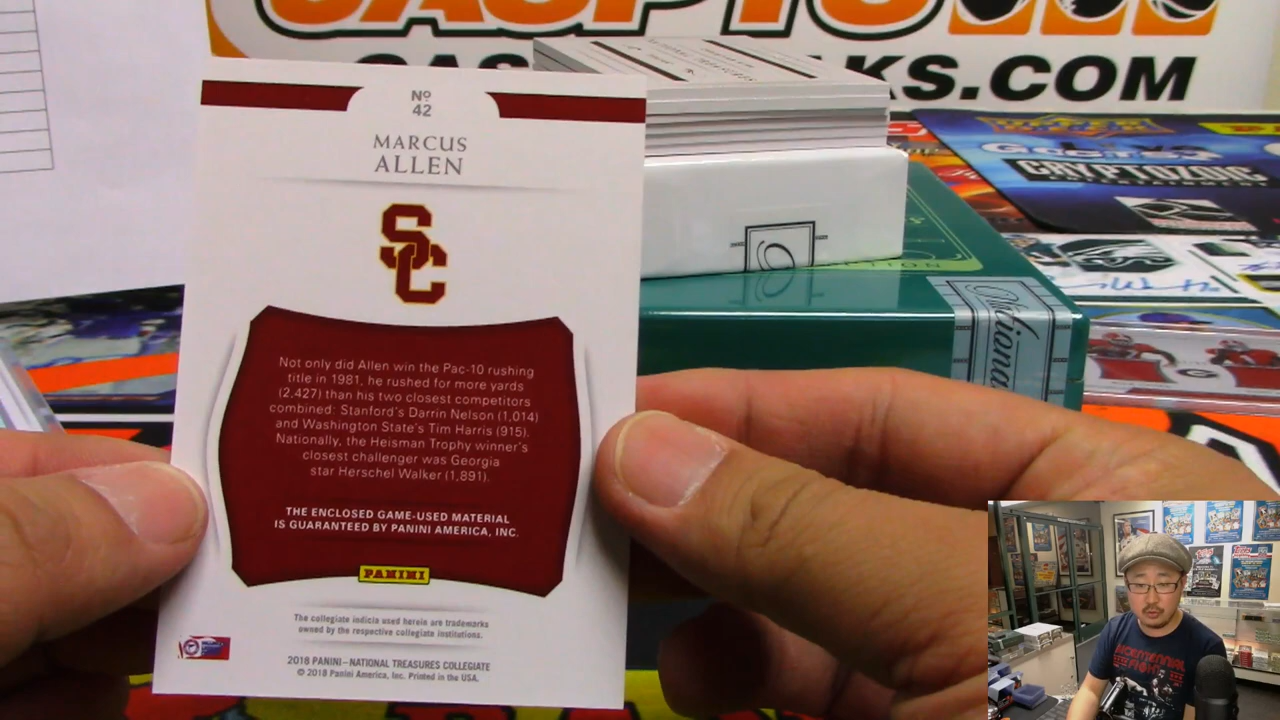 KS.COM
Nº
42
MARCUS
ALLEN
SC
Not only did Allen win the Pac-10 rushing
title in 1981, he rushed for more yards
(2,427) than his two closest competitors
combined: Stanford's Darrin Nelson (1,014)
and Washington State's Tim Harris (915).
Nationally, the Heisman Trophy winner's
closest challenger was Georgia
star Herschel Walker (1,891).
THE ENCLOSED GAME-USED MATERIAL
IS GUARANTEED BY PANINI AMERICA, INC.
PANINI
The collegiate indicia used herein are trademarks
owned by the respective collegiate institutions.
2018 PANINI–NATIONAL TREASURES COLLEGIATE
© 2018 Panini America, Inc. Printed in the USA.
UPPER DECK
CRYPTOZOIC
ENTERTAINMENT
BICENTENNIAL